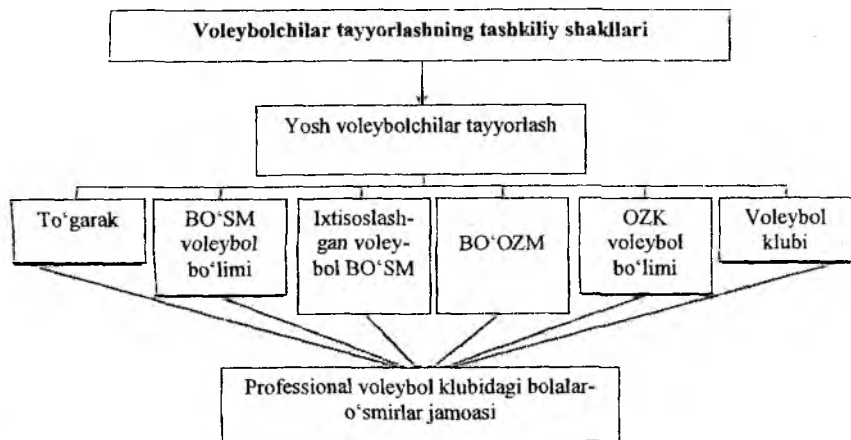 Voleybolchilar tayyorlashning tashkiliy shakllari
Yosh voleybolchilar tayyorlash
To‘garak
BO‘SM
voleybol
bo‘limi
Ixtisoslash-
gan voley-
bol BO‘SM
BO‘OZM
OZK
voleybol
bo‘limi
Voleybol
klubi
Professional voleybol klubidagi bolalar-
o‘smirlar jamoasi